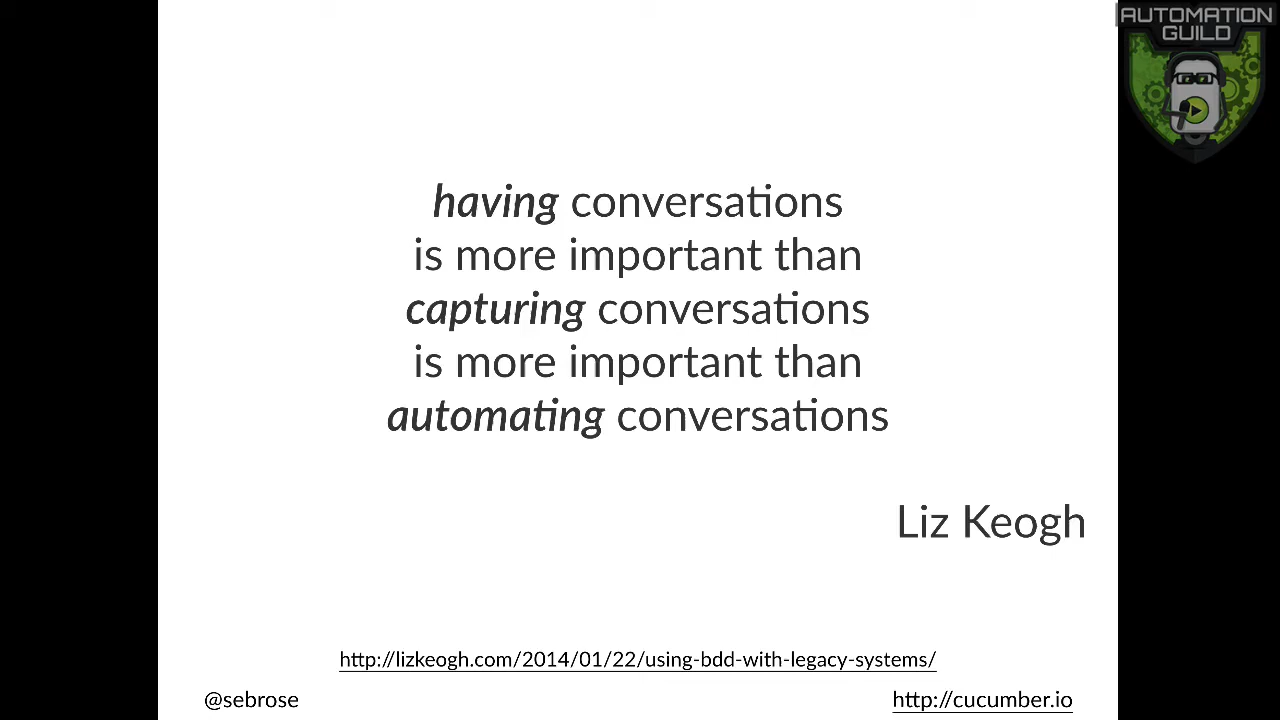 AUTOMATION
GUILD
having conversations
is more important than
capturing conversations
is more important than
automating conversations
Liz Keogh
http://lizkeogh.com/2014/01/22/using-bdd-with-legacy-systems/
@sebrose
http://cucumber.io